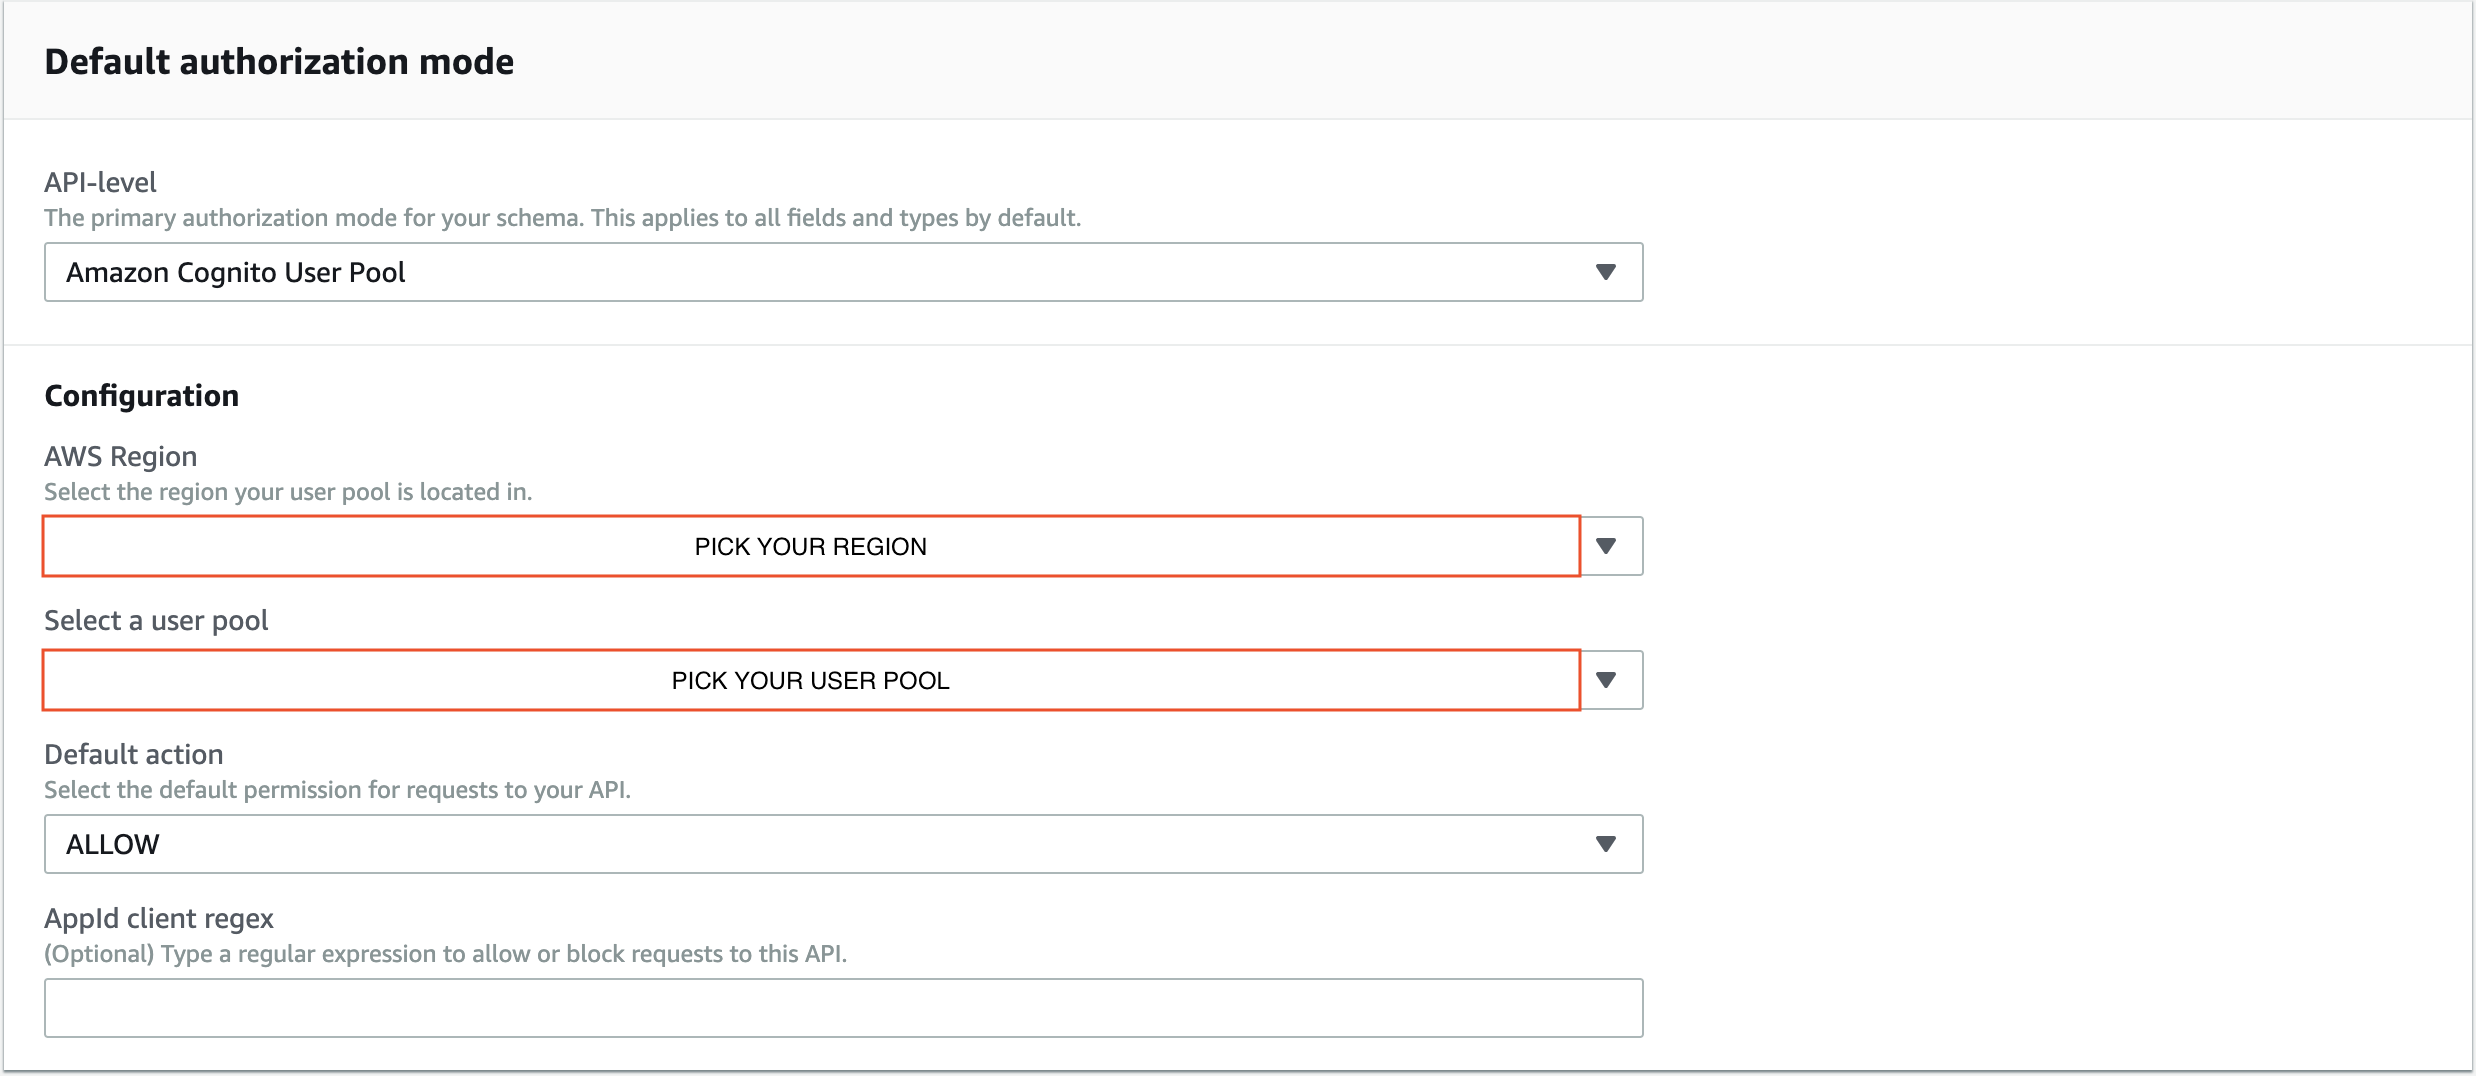 Default authorization mode
API-level
The primary authorization mode for your schema. This applies to all fields and types by default.
Amazon Cognito User Pool
Configuration
AWS Region
Select the region your user pool is located in.
PICK YOUR REGION
Select a user pool
PICK YOUR USER POOL
Default action
Select the default permission for requests to your API.
ALLOW
AppId client regex
(Optional) Type a regular expression to allow or block requests to this API.